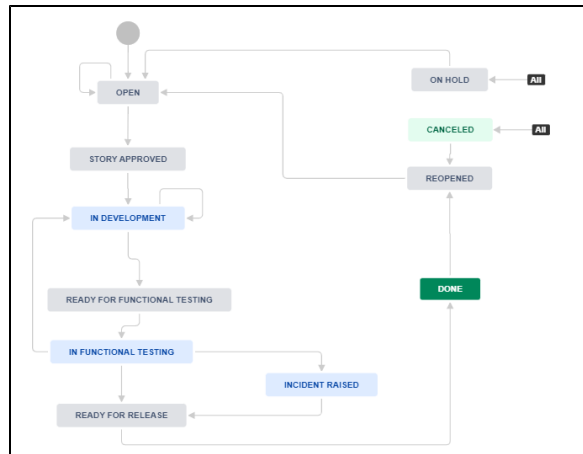 ON HOLD
All
OPEN
CANCELED
All
STORY APPROVED
REOPENED
IN DEVELOPMENT
DONE
READY FOR FUNCTIONAL TESTING
IN FUNCTIONAL TESTING
INCIDENT RAISED
READY FOR RELEASE